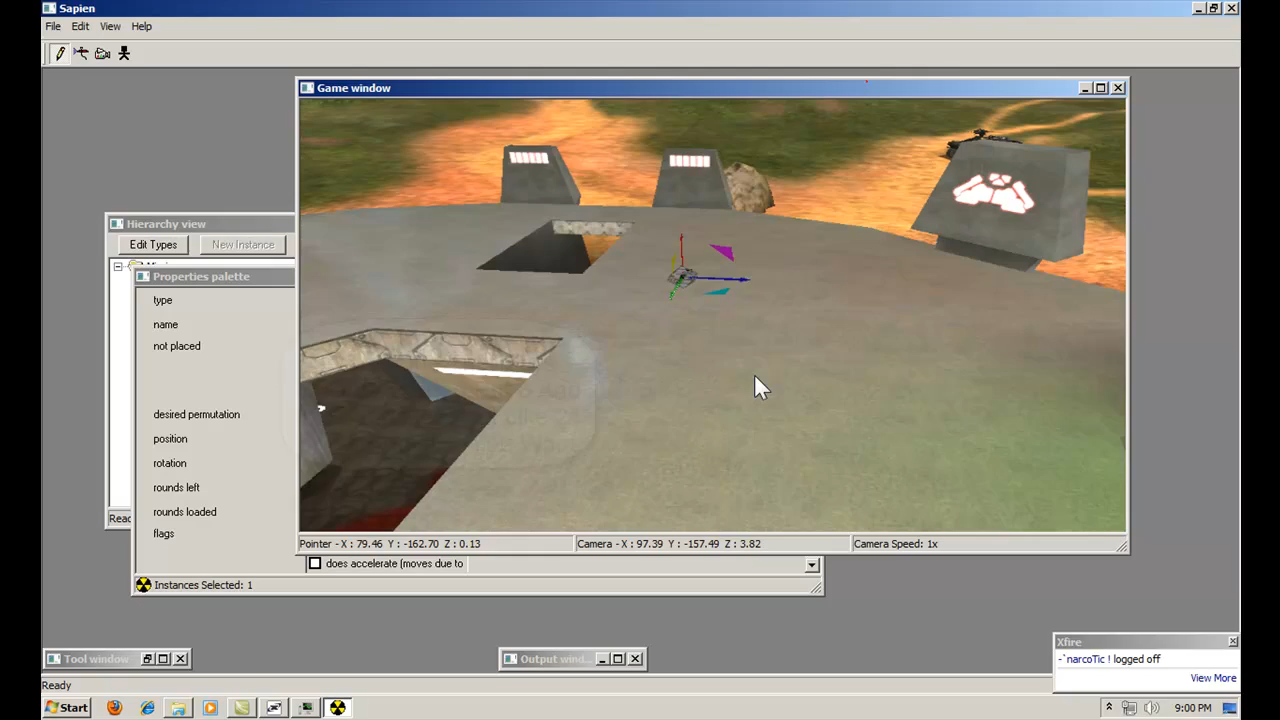 Sapien
File Edit View Help
Game window
Hierarchy view
Edit Types New Instance
Properties palette
type
name
not placed
desired permutation
position
rotation
rounds left
rounds loaded
flags
Pointer - X : 79.46 Y : -162.70 Z : 0.13 Camera - X : 97.39 Y : -157.49 Z : 3.82 Camera Speed: 1x
does accelerate (moves due to
Instances Selected: 1
Tool window
Output wind...
Xfire
-`narcoTic ! logged off
View More
Ready
Start
9:00 PM